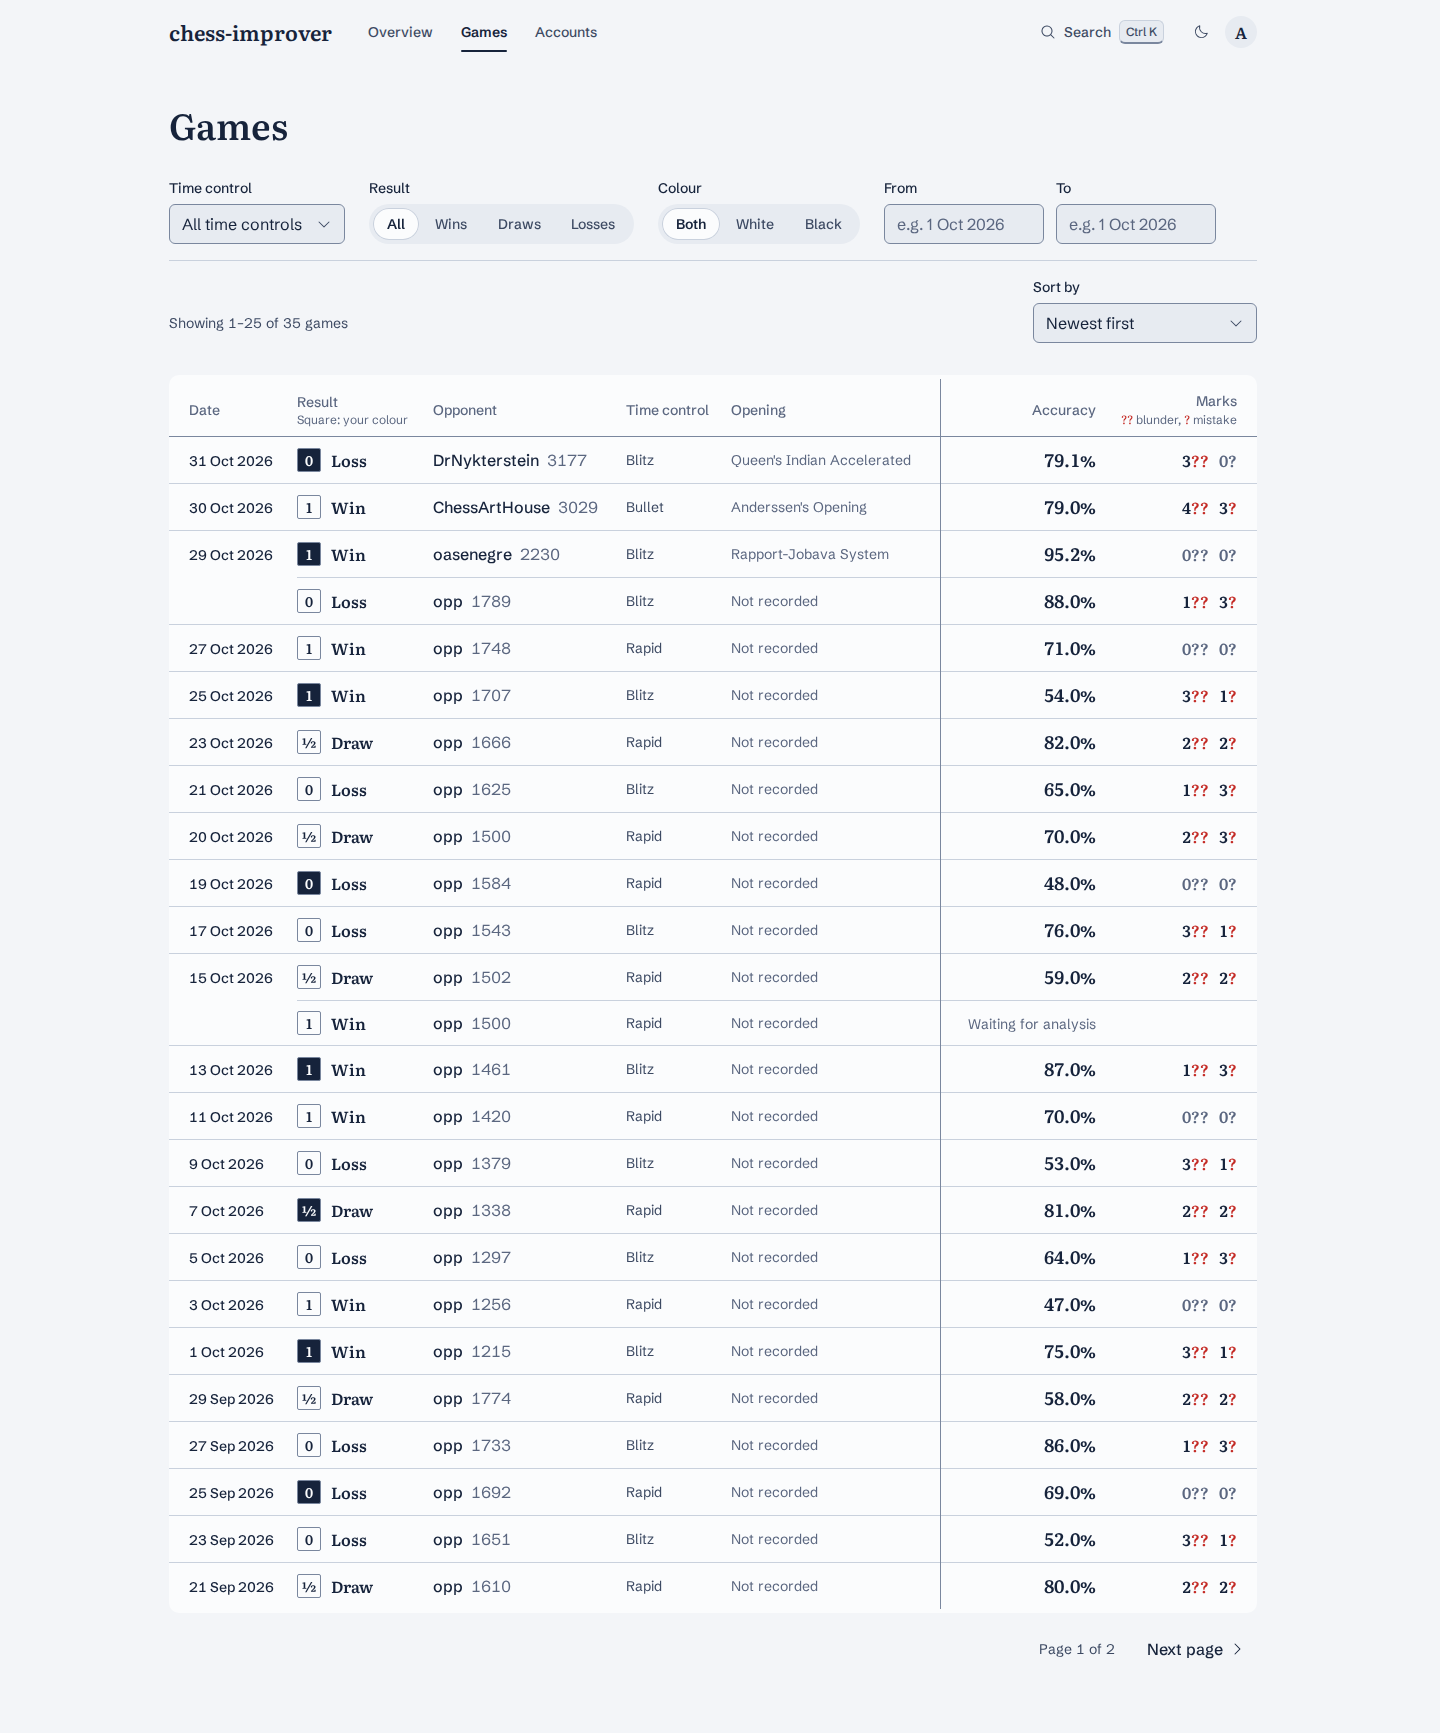 chess-improver Overview Games Accounts Search Ctrl K A
Games
Time control Result Colour From To
All time controls All Wins Draws Losses Both White Black e.g. 1 Oct 2026 e.g. 1 Oct 2026
Sort by
Showing 1–25 of 35 games Newest first
Date Result Opponent Time control Opening Accuracy Marks
Square: your colour ?? blunder, ? mistake
31 Oct 2026 0 Loss DrNykterstein 3177 Blitz Queen's Indian Accelerated 79.1% 3?? 0?
30 Oct 2026 1 Win ChessArtHouse 3029 Bullet Anderssen's Opening 79.0% 4?? 3?
29 Oct 2026 1 Win oasenegre 2230 Blitz Rapport-Jobava System 95.2% 0?? 0?
0 Loss opp 1789 Blitz Not recorded 88.0% 1?? 3?
27 Oct 2026 1 Win opp 1748 Rapid Not recorded 71.0% 0?? 0?
25 Oct 2026 1 Win opp 1707 Blitz Not recorded 54.0% 3?? 1?
23 Oct 2026 ½ Draw opp 1666 Rapid Not recorded 82.0% 2?? 2?
21 Oct 2026 0 Loss opp 1625 Blitz Not recorded 65.0% 1?? 3?
20 Oct 2026 ½ Draw opp 1500 Rapid Not recorded 70.0% 2?? 3?
19 Oct 2026 0 Loss opp 1584 Rapid Not recorded 48.0% 0?? 0?
17 Oct 2026 0 Loss opp 1543 Blitz Not recorded 76.0% 3?? 1?
15 Oct 2026 ½ Draw opp 1502 Rapid Not recorded 59.0% 2?? 2?
1 Win opp 1500 Rapid Not recorded Waiting for analysis
13 Oct 2026 1 Win opp 1461 Blitz Not recorded 87.0% 1?? 3?
11 Oct 2026 1 Win opp 1420 Rapid Not recorded 70.0% 0?? 0?
9 Oct 2026 0 Loss opp 1379 Blitz Not recorded 53.0% 3?? 1?
7 Oct 2026 ½ Draw opp 1338 Rapid Not recorded 81.0% 2?? 2?
5 Oct 2026 0 Loss opp 1297 Blitz Not recorded 64.0% 1?? 3?
3 Oct 2026 1 Win opp 1256 Rapid Not recorded 47.0% 0?? 0?
1 Oct 2026 1 Win opp 1215 Blitz Not recorded 75.0% 3?? 1?
29 Sep 2026 ½ Draw opp 1774 Rapid Not recorded 58.0% 2?? 2?
27 Sep 2026 0 Loss opp 1733 Blitz Not recorded 86.0% 1?? 3?
25 Sep 2026 0 Loss opp 1692 Rapid Not recorded 69.0% 0?? 0?
23 Sep 2026 0 Loss opp 1651 Blitz Not recorded 52.0% 3?? 1?
21 Sep 2026 ½ Draw opp 1610 Rapid Not recorded 80.0% 2?? 2?
Page 1 of 2 Next page